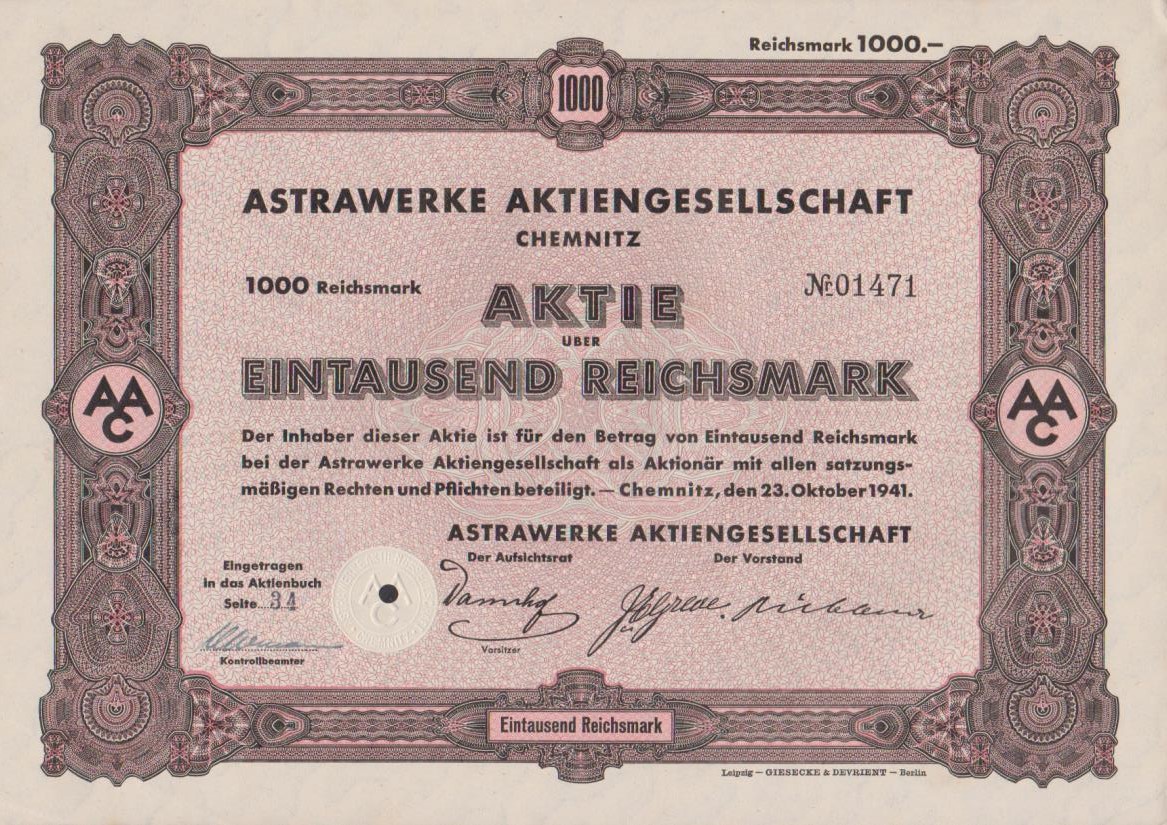 Reichsmark 1000.—
1000
ASTRAWERKE AKTIENGESELLSCHAFT
CHEMNITZ
1000 Reichsmark
№ 01471
AKTIE
ÜBER
EINTAUSEND REICHSMARK
AAC
AAC
Der Inhaber dieser Aktie ist für den Betrag von Eintausend Reichsmark
bei der Astrawerke Aktiengesellschaft als Aktionär mit allen satzungs-
mäßigen Rechten und Pflichten beteiligt. — Chemnitz, den 23. Oktober 1941.
ASTRAWERKE AKTIENGESELLSCHAFT
Der Aufsichtsrat
Der Vorstand
Eingetragen
in das Aktienbuch
Seite....34
Vorsitzer
Kontrollbeamter
Eintausend Reichsmark
Leipzig — GIESECKE & DEVRIENT — Berlin